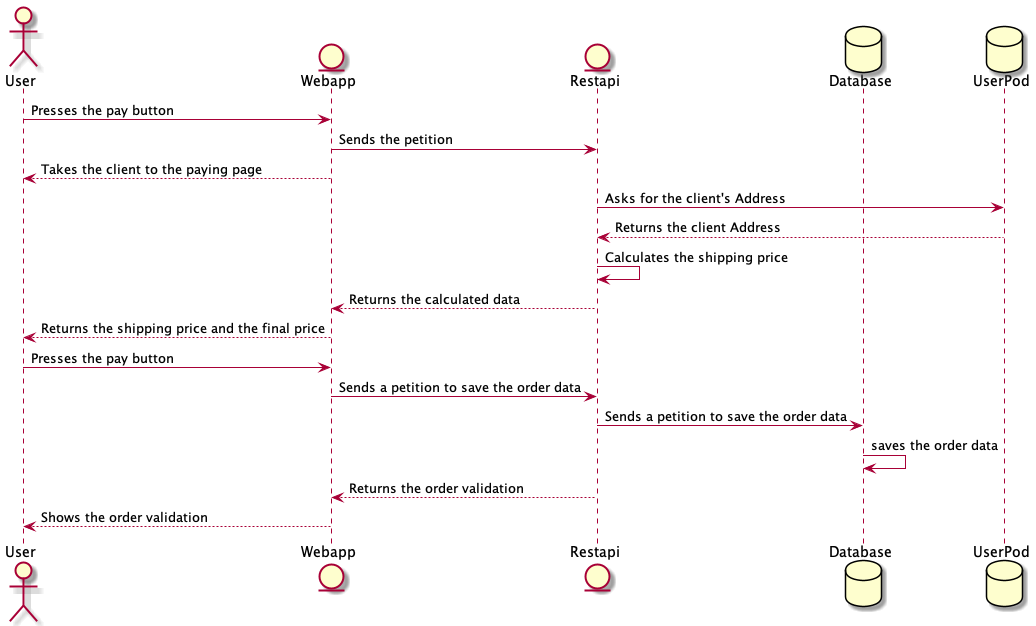 User
Webapp
Restapi
Database
UserPod
Presses the pay button
Sends the petition
Takes the client to the paying page
Asks for the client's Address
Returns the client Address
Calculates the shipping price
Returns the calculated data
Returns the shipping price and the final price
Presses the pay button
Sends a petition to save the order data
Sends a petition to save the order data
saves the order data
Returns the order validation
Shows the order validation
User
Webapp
Restapi
Database
UserPod